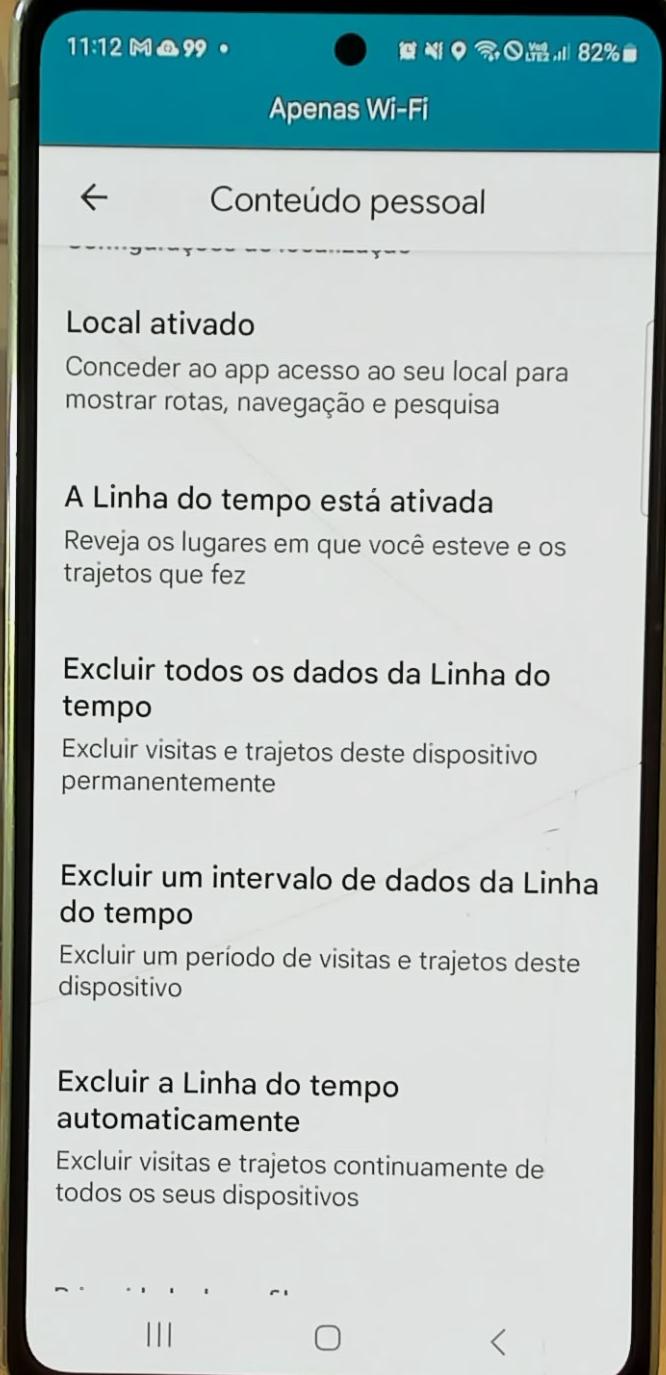 11:12 99 82%
Apenas Wi-Fi
Conteúdo pessoal
Local ativado
Conceder ao app acesso ao seu local para
mostrar rotas, navegação e pesquisa
A Linha do tempo está ativada
Reveja os lugares em que você esteve e os
trajetos que fez
Excluir todos os dados da Linha do
tempo
Excluir visitas e trajetos deste dispositivo
permanentemente
Excluir um intervalo de dados da Linha
do tempo
Excluir um período de visitas e trajetos deste
dispositivo
Excluir a Linha do tempo
automaticamente
Excluir visitas e trajetos continuamente de
todos os seus dispositivos